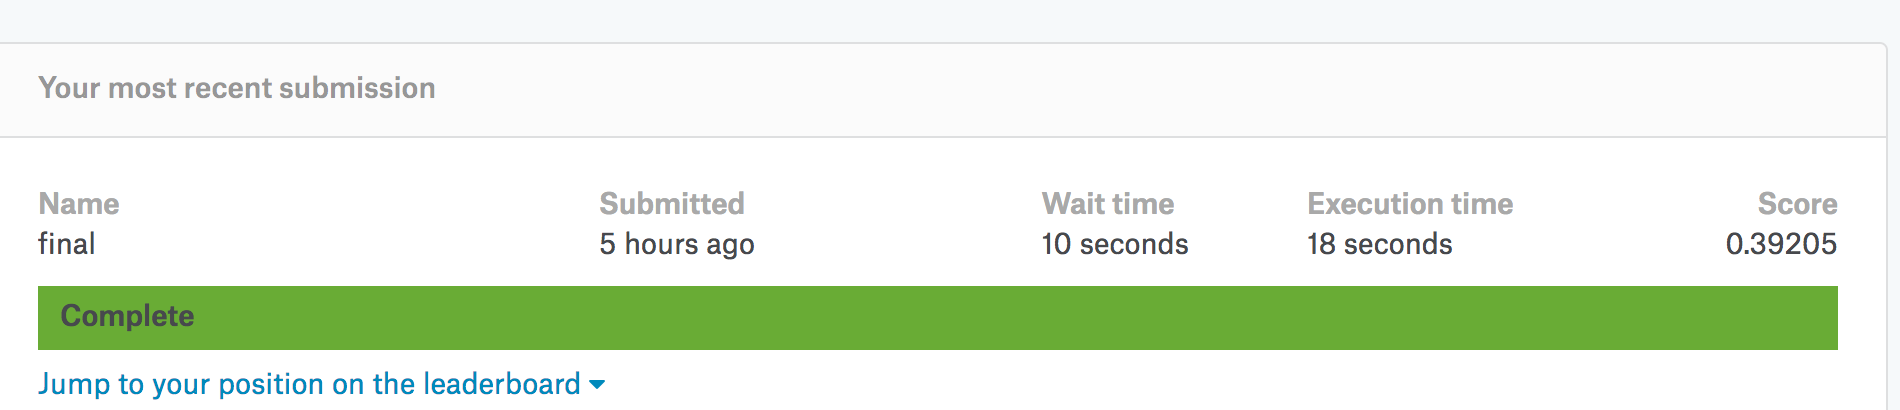 Your most recent submission
Name Submitted Wait time Execution time Score
final 5 hours ago 10 seconds 18 seconds 0.39205
Complete
Jump to your position on the leaderboard